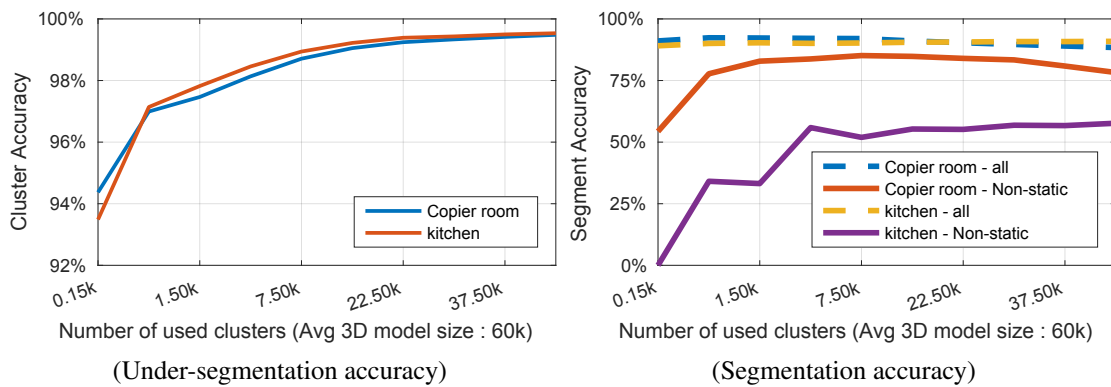 100%
98%
96%
94%
92%
Cluster Accuracy
Copier room
kitchen
0.15k
1.50k
7.50k
22.50k
37.50k
Number of used clusters (Avg 3D model size : 60k)
(Under-segmentation accuracy)
100%
75%
50%
25%
0%
Segment Accuracy
Copier room - all
Copier room - Non-static
kitchen - all
kitchen - Non-static
0.15k
1.50k
7.50k
22.50k
37.50k
Number of used clusters (Avg 3D model size : 60k)
(Segmentation accuracy)